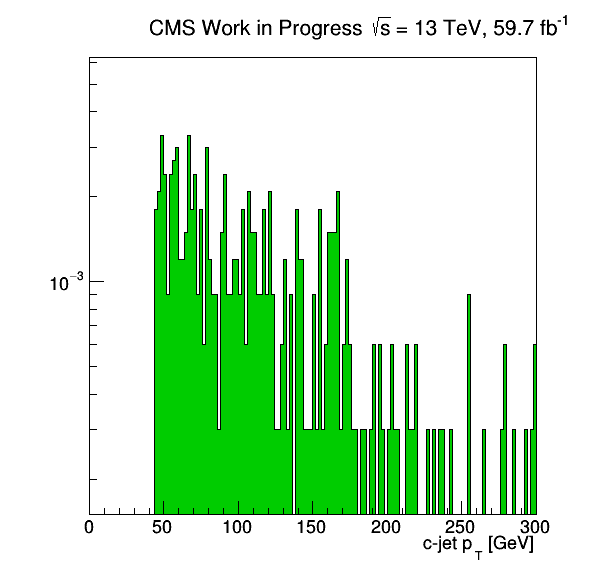 CMS Work in Progress √s = 13 TeV, 59.7 fb⁻¹
10⁻³
0 50 100 150 200 250 300
c-jet p_T [GeV]